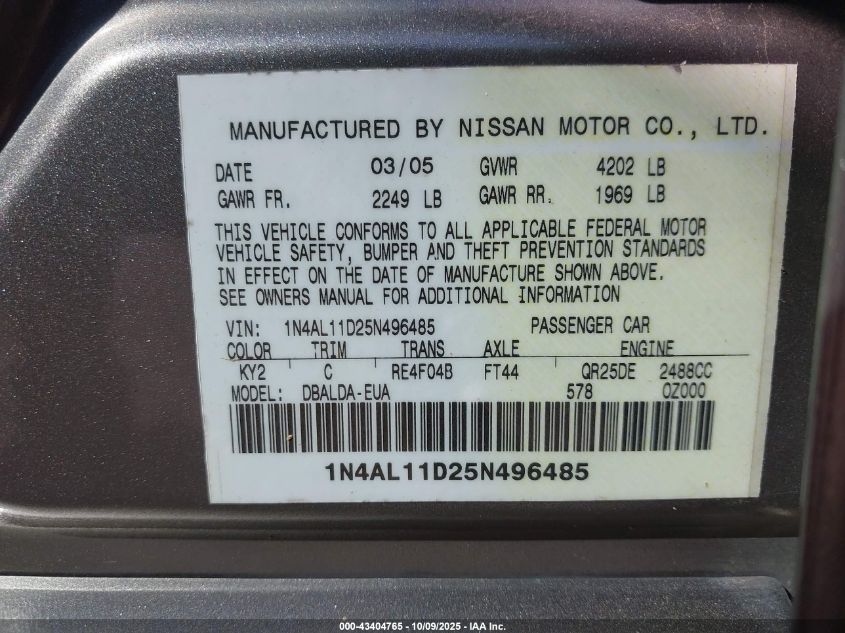 MANUFACTURED BY NISSAN MOTOR CO., LTD.
DATE 03/05 GVWR 4202 LB
GAWR FR. 2249 LB GAWR RR. 1969 LB
THIS VEHICLE CONFORMS TO ALL APPLICABLE FEDERAL MOTOR
VEHICLE SAFETY, BUMPER AND THEFT PREVENTION STANDARDS
IN EFFECT ON THE DATE OF MANUFACTURE SHOWN ABOVE.
SEE OWNERS MANUAL FOR ADDITIONAL INFORMATION
VIN: 1N4AL11D25N496485 PASSENGER CAR
COLOR TRIM TRANS AXLE ENGINE
KY2 C RE4F04B FT44 QR25DE 2488CC
MODEL: DBALDA-EUA 578 0Z000
1N4AL11D25N496485
000-43404765 - 10/09/2025 - IAA Inc.